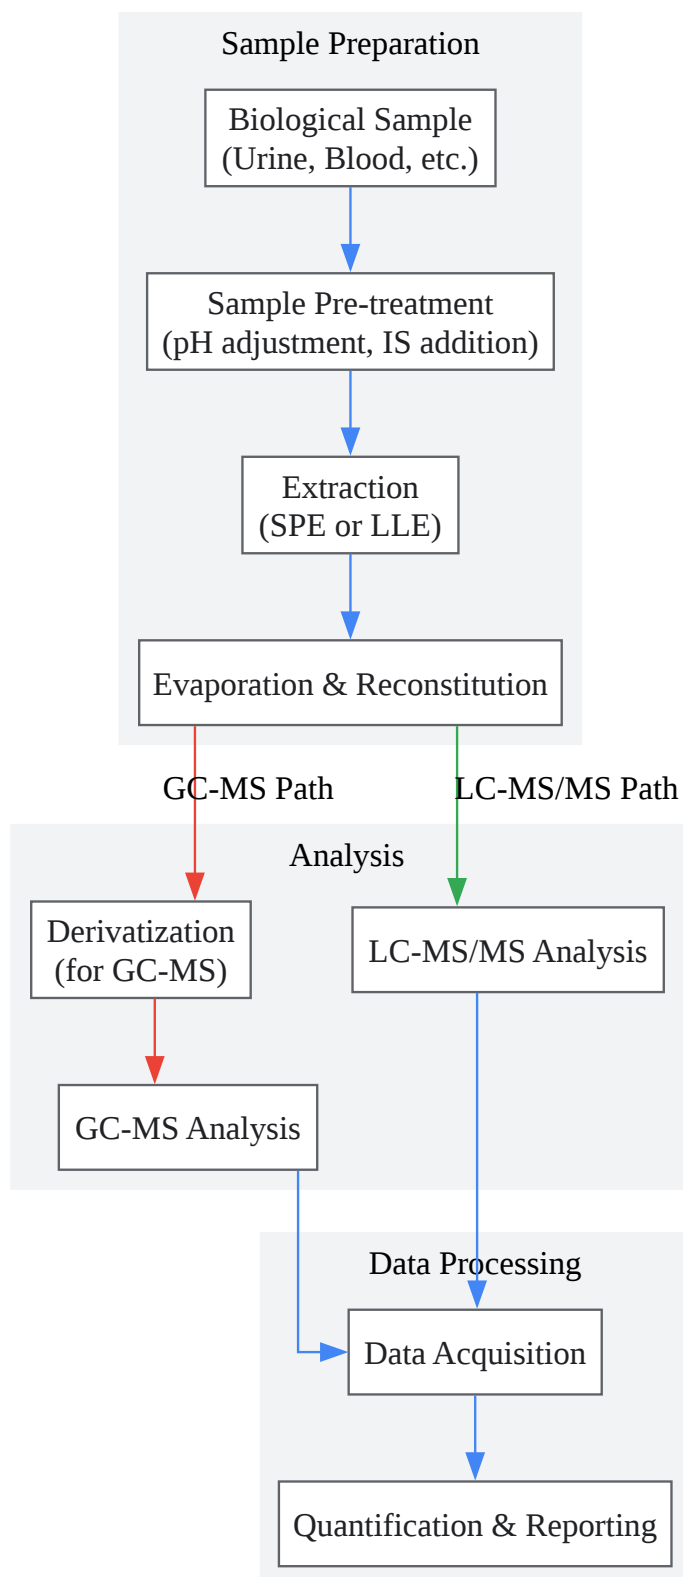 Sample Preparation
Biological Sample
(Urine, Blood, etc.)
Sample Pre-treatment
(pH adjustment, IS addition)
Extraction
(SPE or LLE)
Evaporation & Reconstitution
GC-MS Path
LC-MS/MS Path
Analysis
Derivatization
(for GC-MS)
LC-MS/MS Analysis
GC-MS Analysis
Data Processing
Data Acquisition
Quantification & Reporting